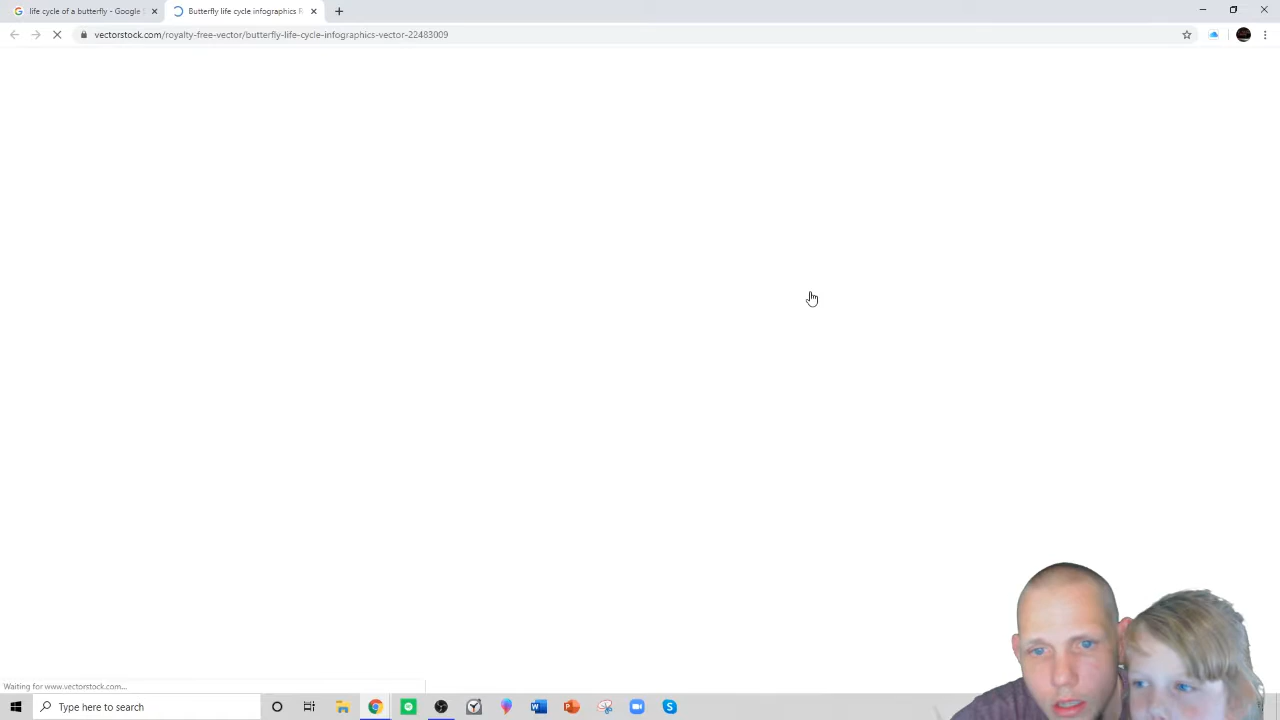 life cycle of a butterfly - Google S
Butterfly life cycle infographics R
vectorstock.com/royalty-free-vector/butterfly-life-cycle-infographics-vector-22483009
Waiting for www.vectorstock.com...
Type here to search